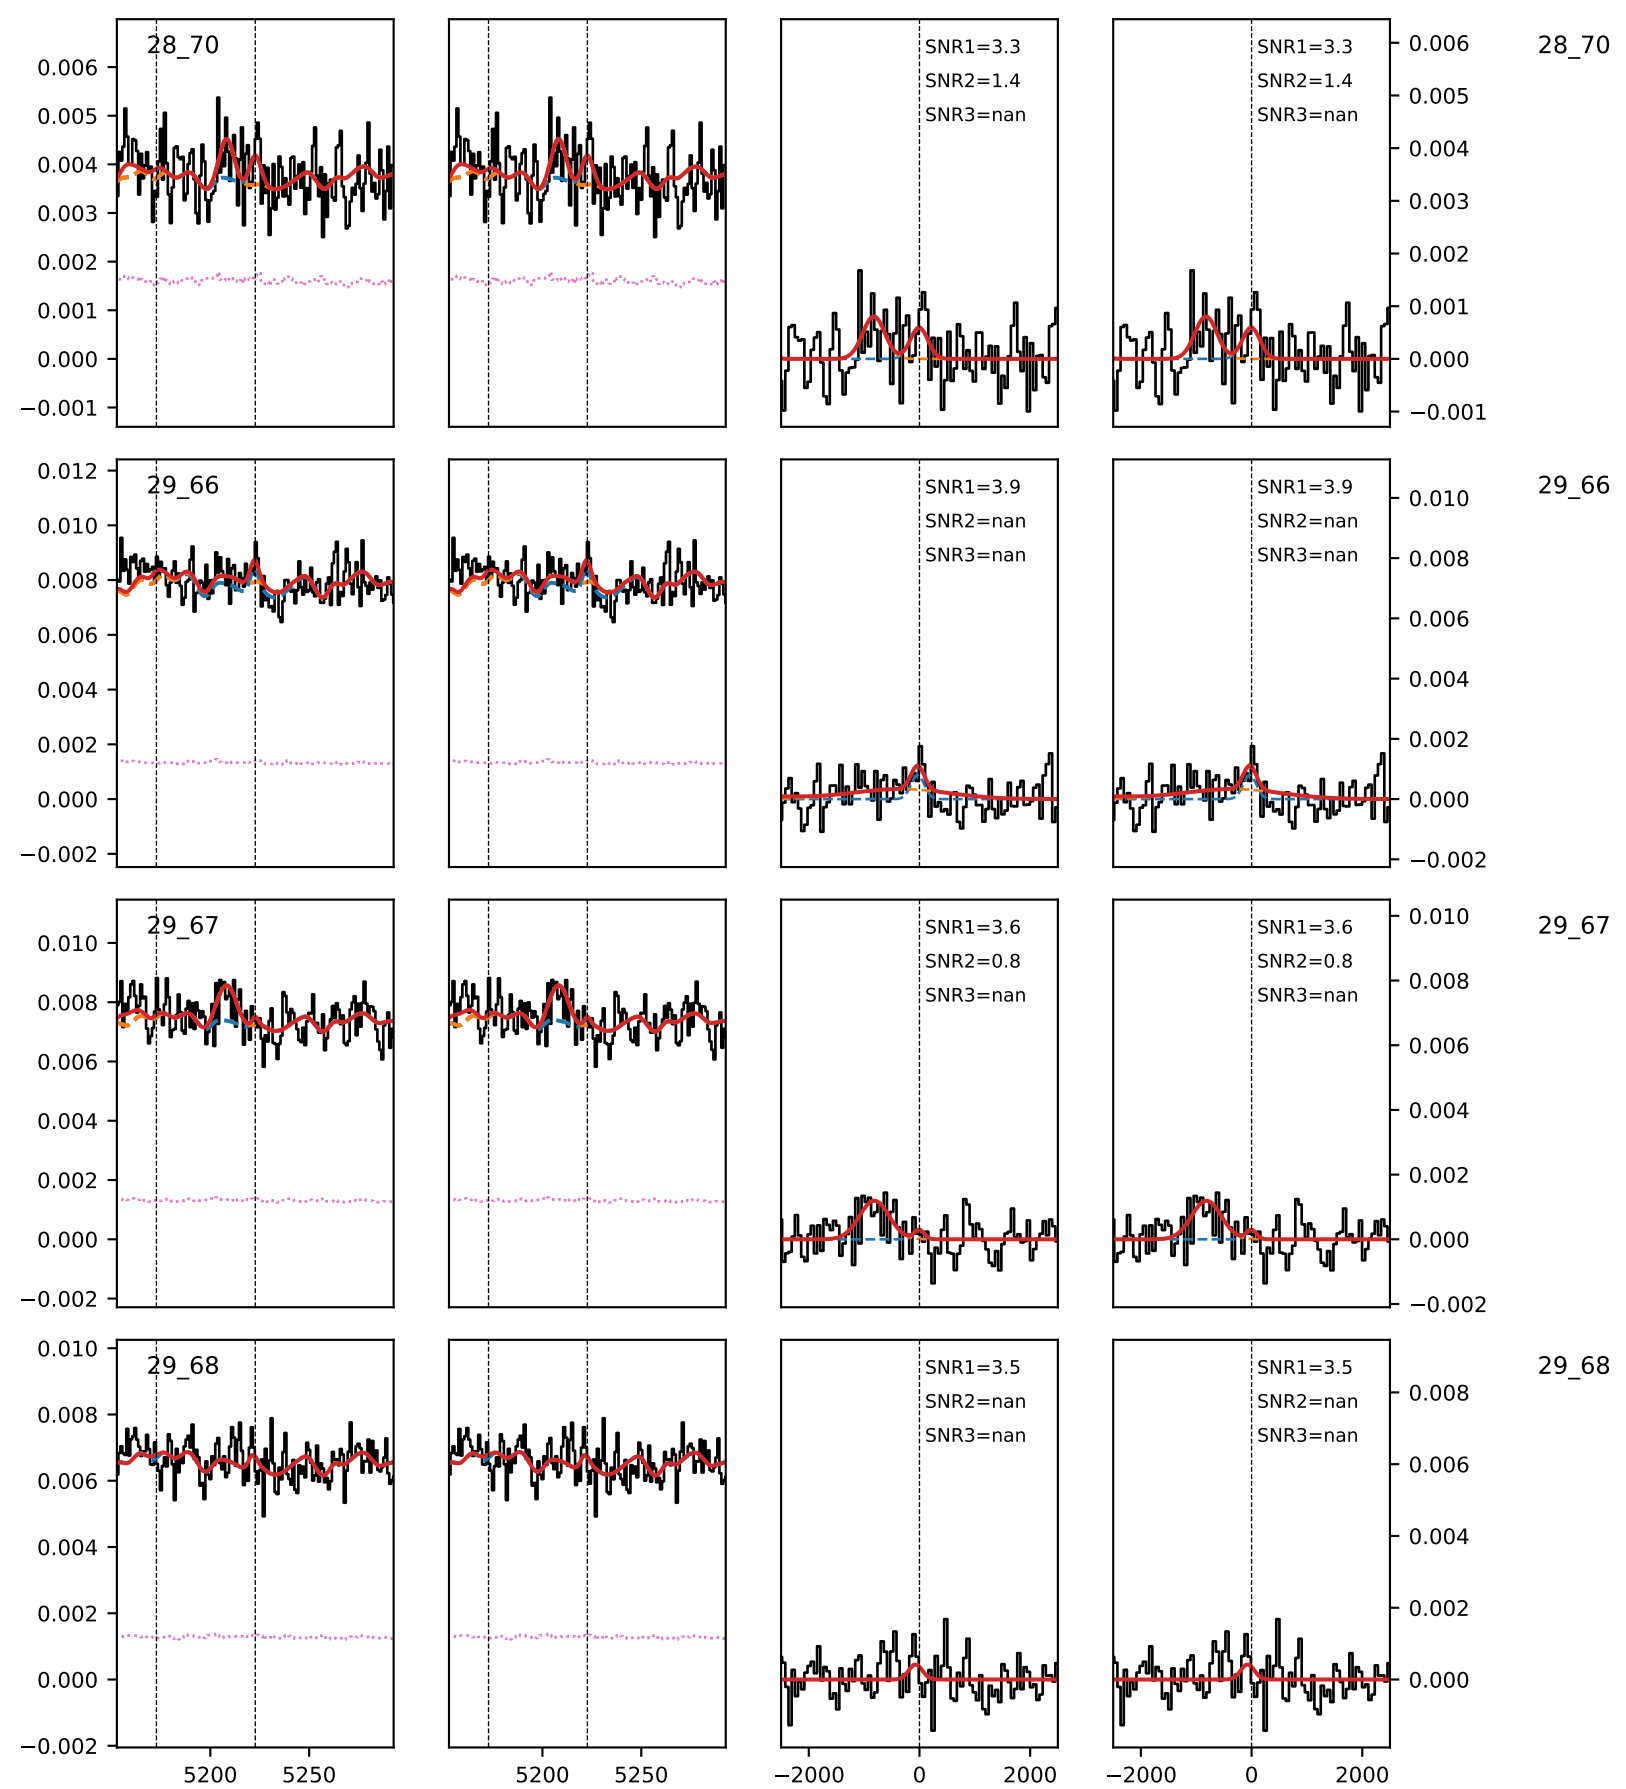 28_70
SNR1=3.3
SNR2=1.4
SNR3=nan
SNR1=3.3
SNR2=1.4
SNR3=nan
28_70
0.006
0.005
0.004
0.003
0.002
0.001
0.000
−0.001
0.006
0.005
0.004
0.003
0.002
0.001
0.000
−0.001
29_66
SNR1=3.9
SNR2=nan
SNR3=nan
SNR1=3.9
SNR2=nan
SNR3=nan
29_66
0.012
0.010
0.008
0.006
0.004
0.002
0.000
−0.002
0.010
0.008
0.006
0.004
0.002
0.000
−0.002
29_67
SNR1=3.6
SNR2=0.8
SNR3=nan
SNR1=3.6
SNR2=0.8
SNR3=nan
29_67
0.010
0.008
0.006
0.004
0.002
0.000
−0.002
0.010
0.008
0.006
0.004
0.002
0.000
−0.002
29_68
SNR1=3.5
SNR2=nan
SNR3=nan
SNR1=3.5
SNR2=nan
SNR3=nan
29_68
0.010
0.008
0.006
0.004
0.002
0.000
−0.002
0.008
0.006
0.004
0.002
0.000
5200 5250
5200 5250
−2000 0 2000
−2000 0 2000